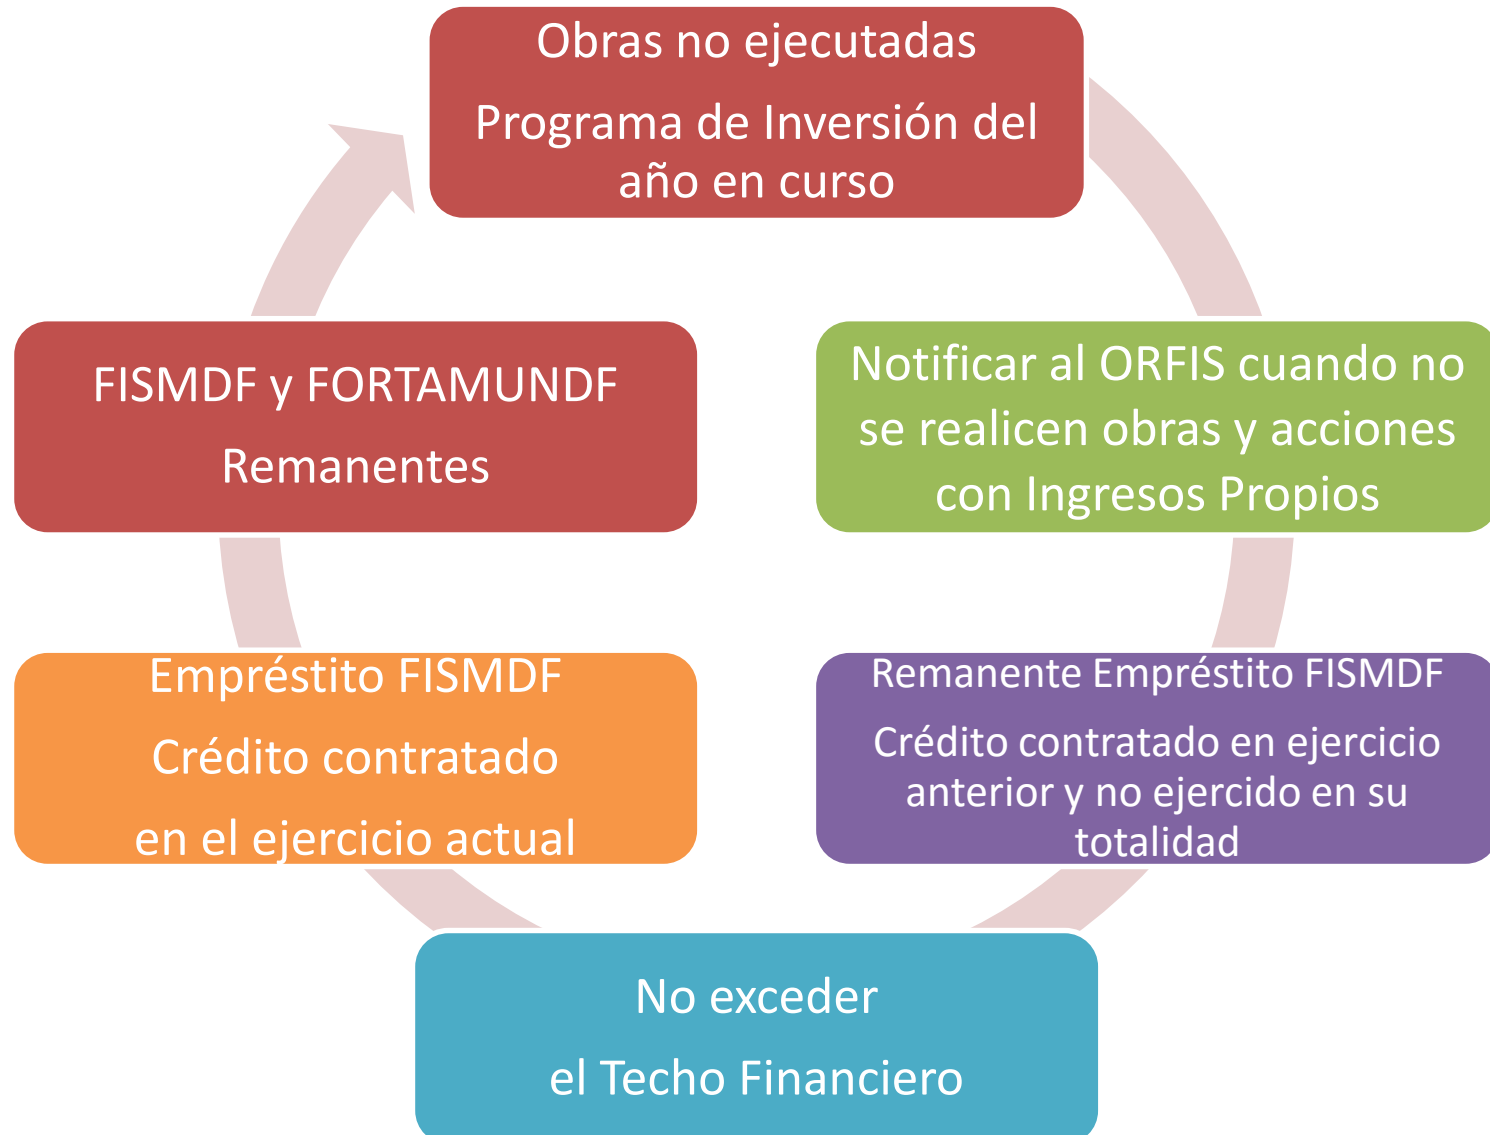 Obras no ejecutadas
Programa de Inversión del
año en curso
Notificar al ORFIS cuando no
se realicen obras y acciones
con Ingresos Propios
Remanente Empréstito FISMDF
Crédito contratado en ejercicio
anterior y no ejercido en su
totalidad
No exceder
el Techo Financiero
Empréstito FISMDF
Crédito contratado
en el ejercicio actual
FISMDF y FORTAMUNDF
Remanentes